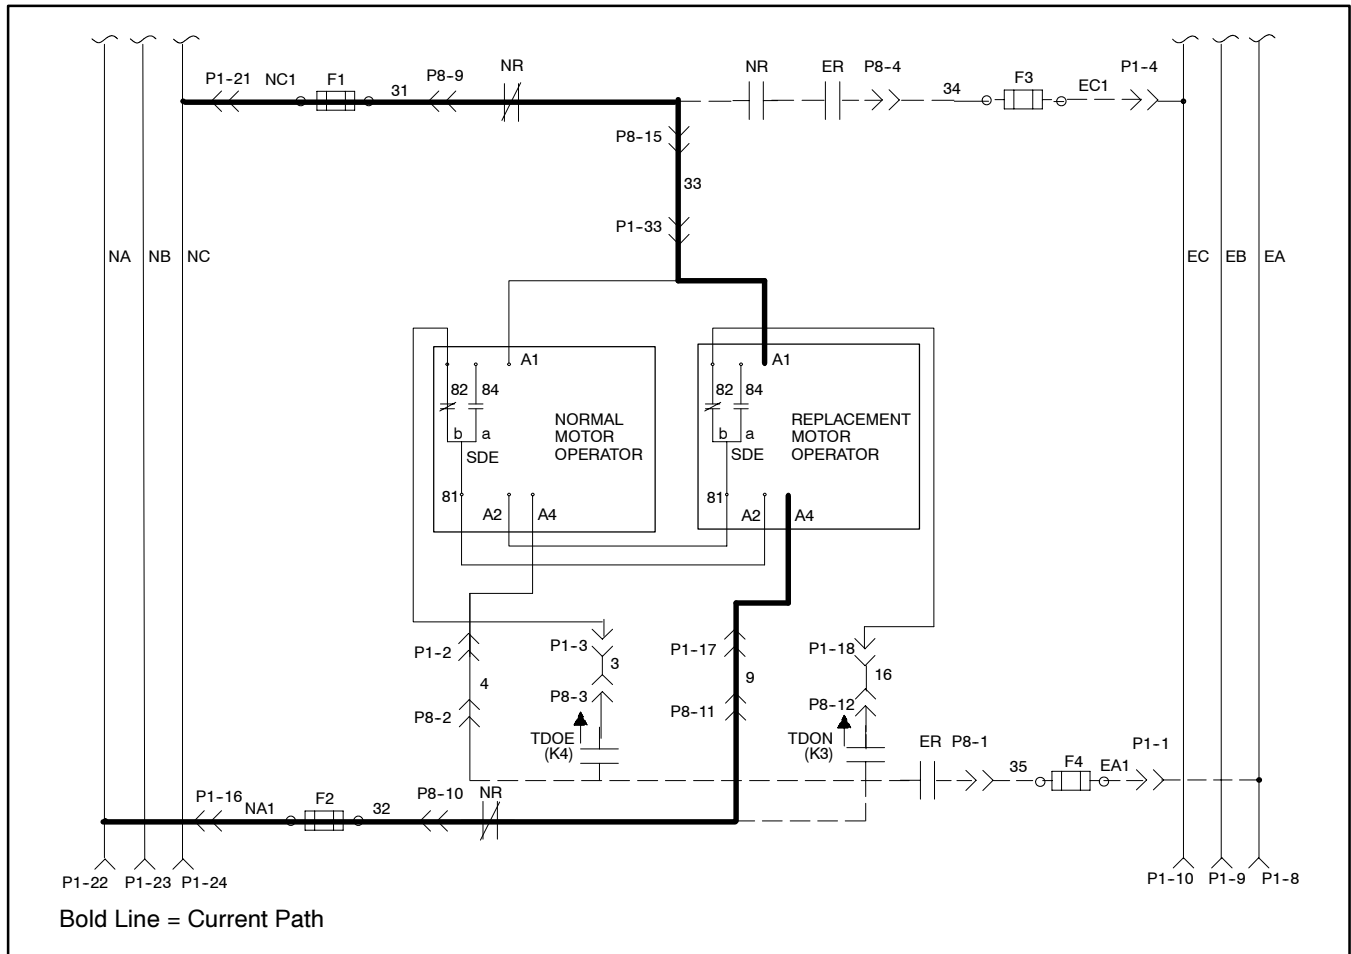 P1-21
NC1
F1
31
P8-9
NR
NR
ER
P8-4
34
F3
EC1
P1-4
P8-15
33
P1-33
NA
NB
NC
EC
EB
EA
A1
82
84
b
a
SDE
81
A2
A4
NORMAL
MOTOR
OPERATOR
A1
82
84
b
a
SDE
81
A2
A4
REPLACEMENT
MOTOR
OPERATOR
P1-2
4
P8-2
P1-3
3
P8-3
TDOE
(K4)
P1-17
9
P8-11
P1-18
16
P8-12
TDON
(K3)
ER
P8-1
35
F4
EA1
P1-1
P1-16
NA1
F2
32
P8-10
NR
P1-22
P1-23
P1-24
P1-10
P1-9
P1-8
Bold Line = Current Path